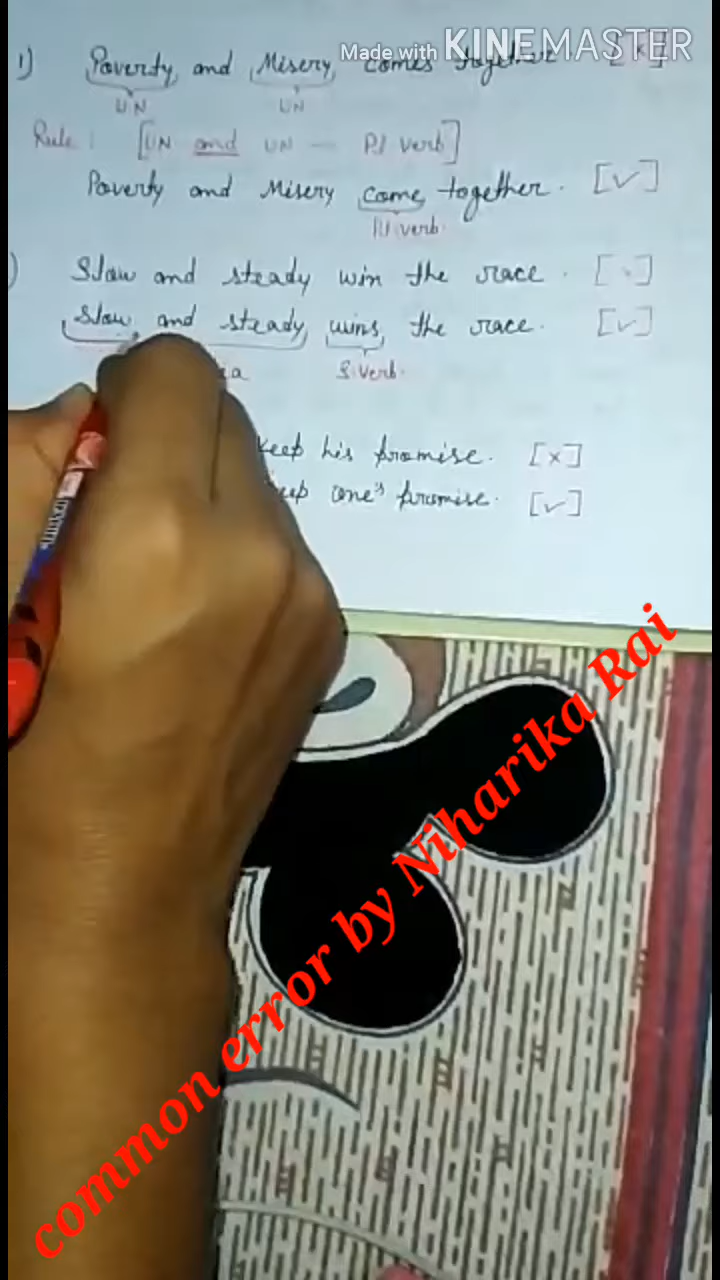 Made with KINEMASTER
1) Poverty and Misery comes together [×]
UN UN
Rule : [UN and UN — Pl verb]
Poverty and Misery come together. [✓]
Pl verb
) Slow and steady win the race. [ ]
Slow and steady wins the race. [✓]
a S. verb
keep his promise. [×]
one's promise. [✓]
common error by Niharika Rai